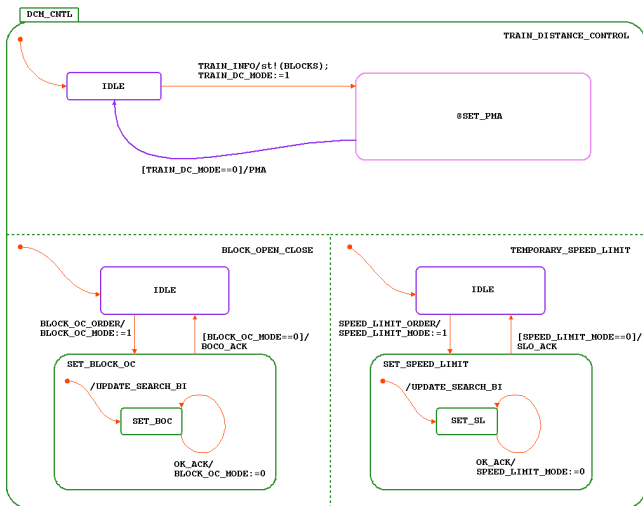 DCM_CNTL
TRAIN_DISTANCE_CONTROL
TRAIN_INFO/st!(BLOCKS);
TRAIN_DC_MODE:=1
IDLE
@SET_PMA
[TRAIN_DC_MODE==0]/PMA
BLOCK_OPEN_CLOSE
IDLE
BLOCK_OC_ORDER/
BLOCK_OC_MODE:=1
[BLOCK_OC_MODE==0]/
BOCO_ACK
SET_BLOCK_OC
/UPDATE_SEARCH_BI
SET_BOC
OK_ACK/
BLOCK_OC_MODE:=0
TEMPORARY_SPEED_LIMIT
IDLE
SPEED_LIMIT_ORDER/
SPEED_LIMIT_MODE:=1
[SPEED_LIMIT_MODE==0]/
SLO_ACK
SET_SPEED_LIMIT
/UPDATE_SEARCH_BI
SET_SL
OK_ACK/
SPEED_LIMIT_MODE:=0